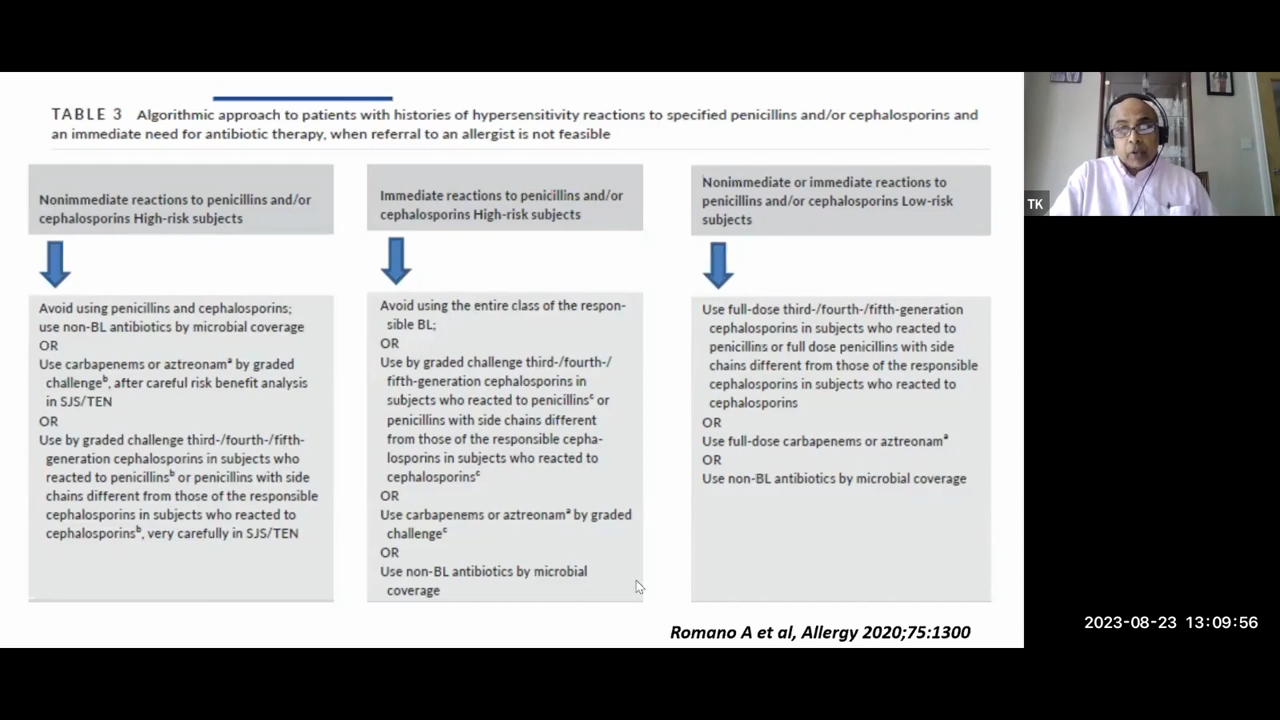 TABLE 3 Algorithmic approach to patients with histories of hypersensitivity reactions to specified penicillins and/or cephalosporins and
an immediate need for antibiotic therapy, when referral to an allergist is not feasible
Nonimmediate reactions to penicillins and/or
cephalosporins High-risk subjects
Avoid using penicillins and cephalosporins;
use non-BL antibiotics by microbial coverage
OR
Use carbapenems or aztreonamᵃ by graded
challengeᵇ, after careful risk benefit analysis
in SJS/TEN
OR
Use by graded challenge third-/fourth-/fifth-
generation cephalosporins in subjects who
reacted to penicillinsᵇ or penicillins with side
chains different from those of the responsible
cephalosporins in subjects who reacted to
cephalosporinsᵇ, very carefully in SJS/TEN
Immediate reactions to penicillins and/or
cephalosporins High-risk subjects
Avoid using the entire class of the respon-
sible BL;
OR
Use by graded challenge third-/fourth-/
fifth-generation cephalosporins in
subjects who reacted to penicillinsᶜ or
penicillins with side chains different
from those of the responsible cepha-
losporins in subjects who reacted to
cephalosporinsᶜ
OR
Use carbapenems or aztreonamᵃ by graded
challengeᶜ
OR
Use non-BL antibiotics by microbial
coverage
Nonimmediate or immediate reactions to
penicillins and/or cephalosporins Low-risk
subjects
Use full-dose third-/fourth-/fifth-generation
cephalosporins in subjects who reacted to
penicillins or full dose penicillins with side
chains different from those of the responsible
cephalosporins in subjects who reacted to
cephalosporins
OR
Use full-dose carbapenems or aztreonamᵃ
OR
Use non-BL antibiotics by microbial coverage
Romano A et al, Allergy 2020;75:1300
TK
2023-08-23 13:09:56